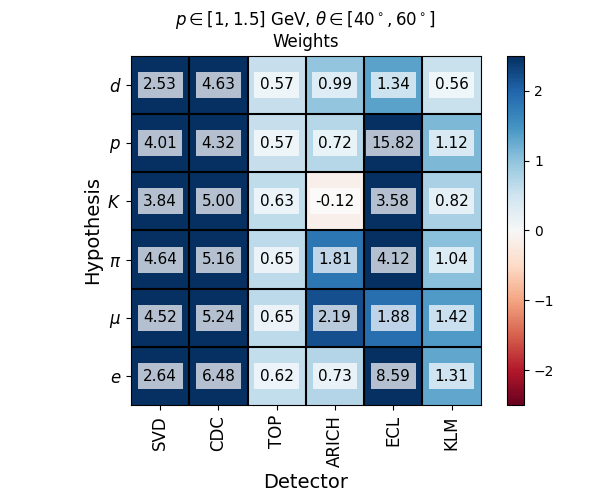 p ∈ [1, 1.5] GeV, θ ∈ [40°, 60°]
Weights
d 2.53 4.63 0.57 0.99 1.34 0.56
p 4.01 4.32 0.57 0.72 15.82 1.12
K 3.84 5.00 0.63 -0.12 3.58 0.82
π 4.64 5.16 0.65 1.81 4.12 1.04
μ 4.52 5.24 0.65 2.19 1.88 1.42
e 2.64 6.48 0.62 0.73 8.59 1.31
Hypothesis
SVD CDC TOP ARICH ECL KLM
Detector
2
1
0
−1
−2